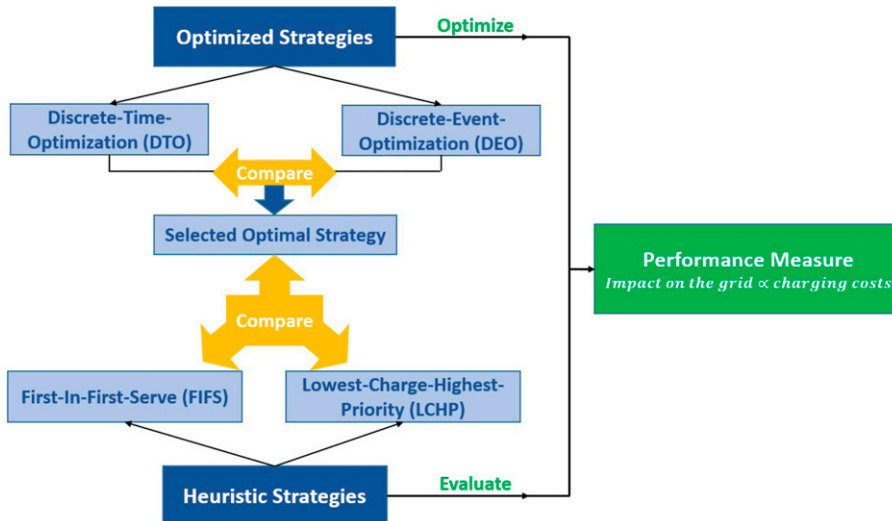 Optimized Strategies
Optimize
Discrete-Time-
Optimization (DTO)
Discrete-Event-
Optimization (DEO)
Compare
Selected Optimal Strategy
Performance Measure
Impact on the grid ∝ charging costs
Compare
First-In-First-Serve (FIFS)
Lowest-Charge-Highest-
Priority (LCHP)
Heuristic Strategies
Evaluate